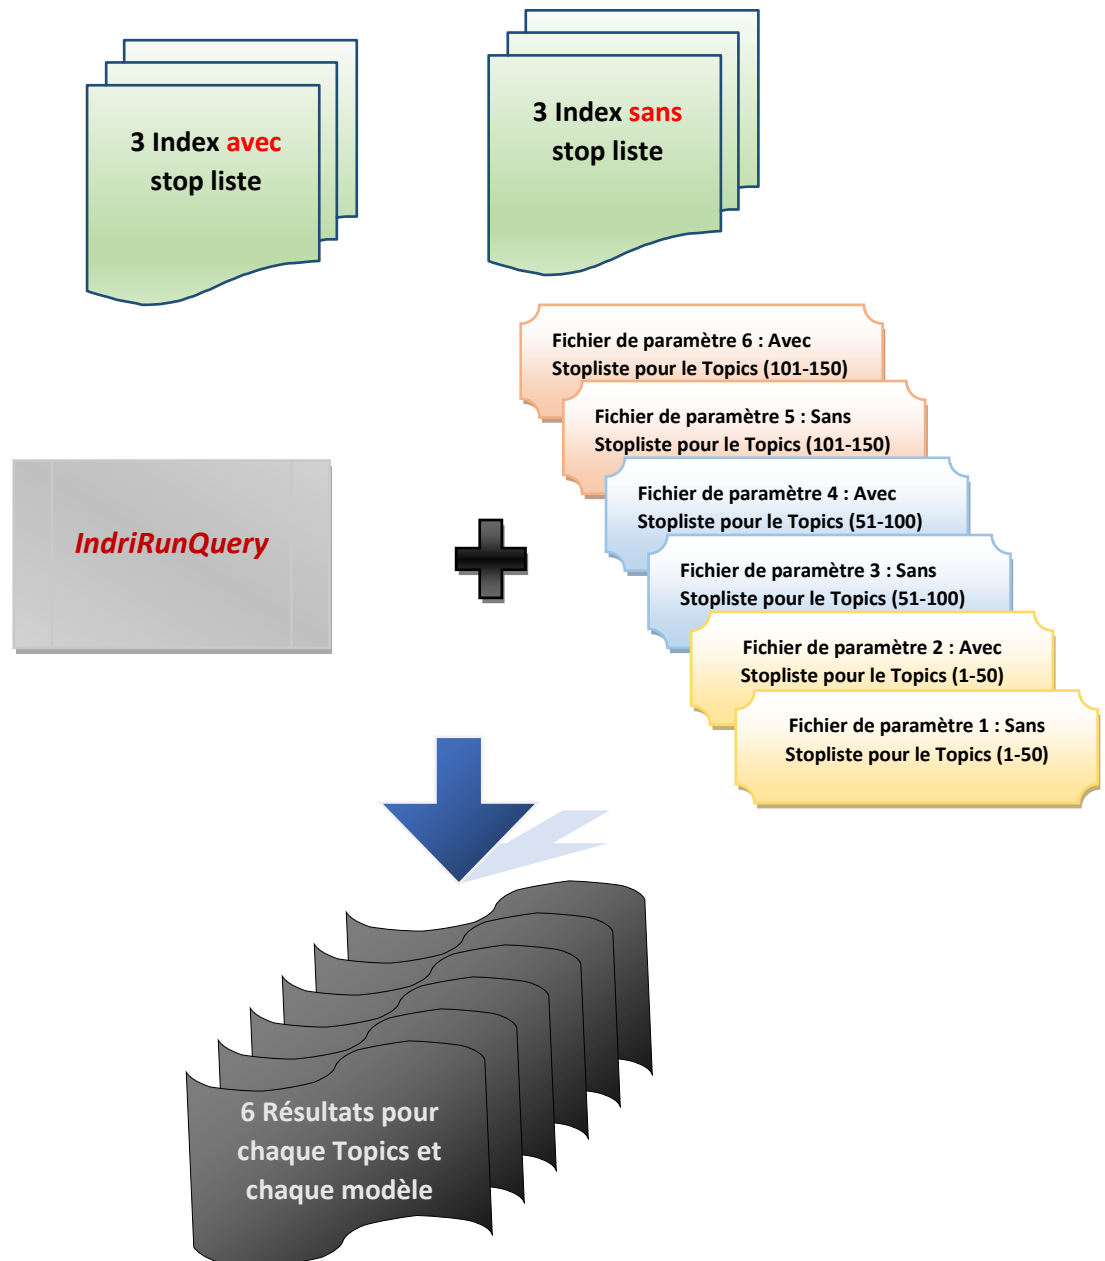 3 Index avec
stop liste
3 Index sans
stop liste
Fichier de paramètre 6 : Avec
Stopliste pour le Topics (101-150)
Fichier de paramètre 5 : Sans
Stopliste pour le Topics (101-150)
Fichier de paramètre 4 : Avec
Stopliste pour le Topics (51-100)
Fichier de paramètre 3 : Sans
Stopliste pour le Topics (51-100)
Fichier de paramètre 2 : Avec
Stopliste pour le Topics (1-50)
Fichier de paramètre 1 : Sans
Stopliste pour le Topics (1-50)
IndriRunQuery
6 Résultats pour
chaque Topics et
chaque modèle